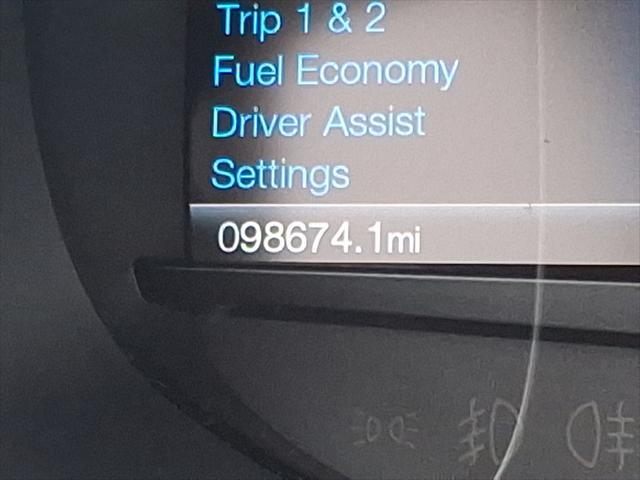 Trip 1 & 2
Fuel Economy
Driver Assist
Settings
098674.1mi